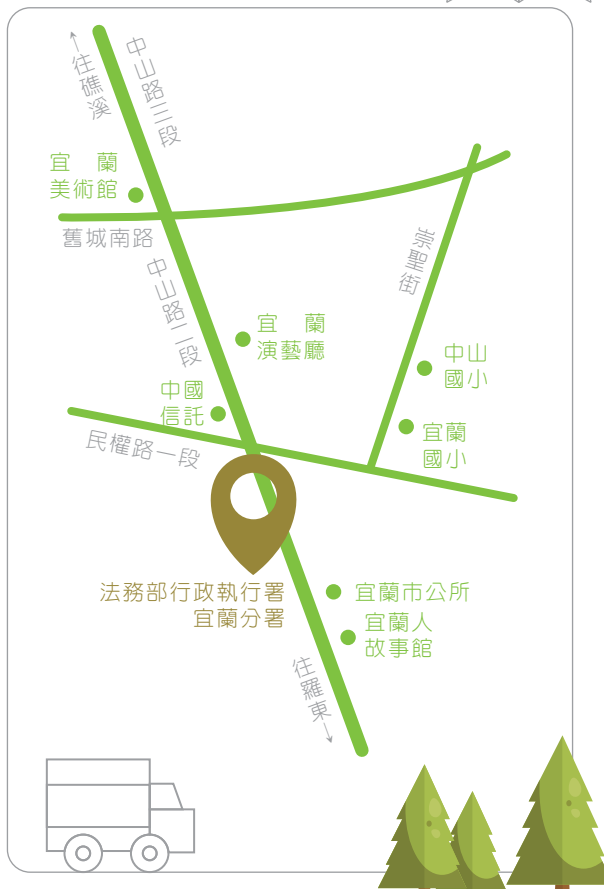 ←往礁溪
中山路三段
宜　蘭
美術館
舊城南路
崇聖街
中山路二段
宜　蘭
演藝廳
中山
國小
中國
信託
宜蘭
國小
民權路一段
法務部行政執行署
宜蘭分署
宜蘭市公所
宜蘭人
故事館
往羅東→